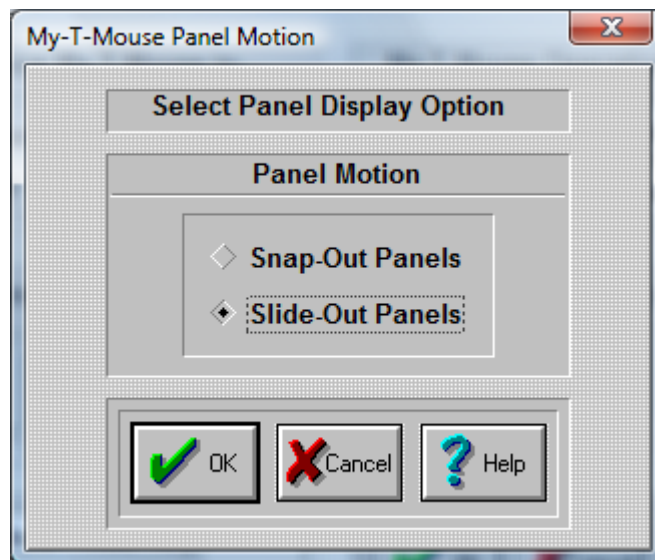 My-T-Mouse Panel Motion
Select Panel Display Option
Panel Motion
Snap-Out Panels
Slide-Out Panels
OK
Cancel
Help